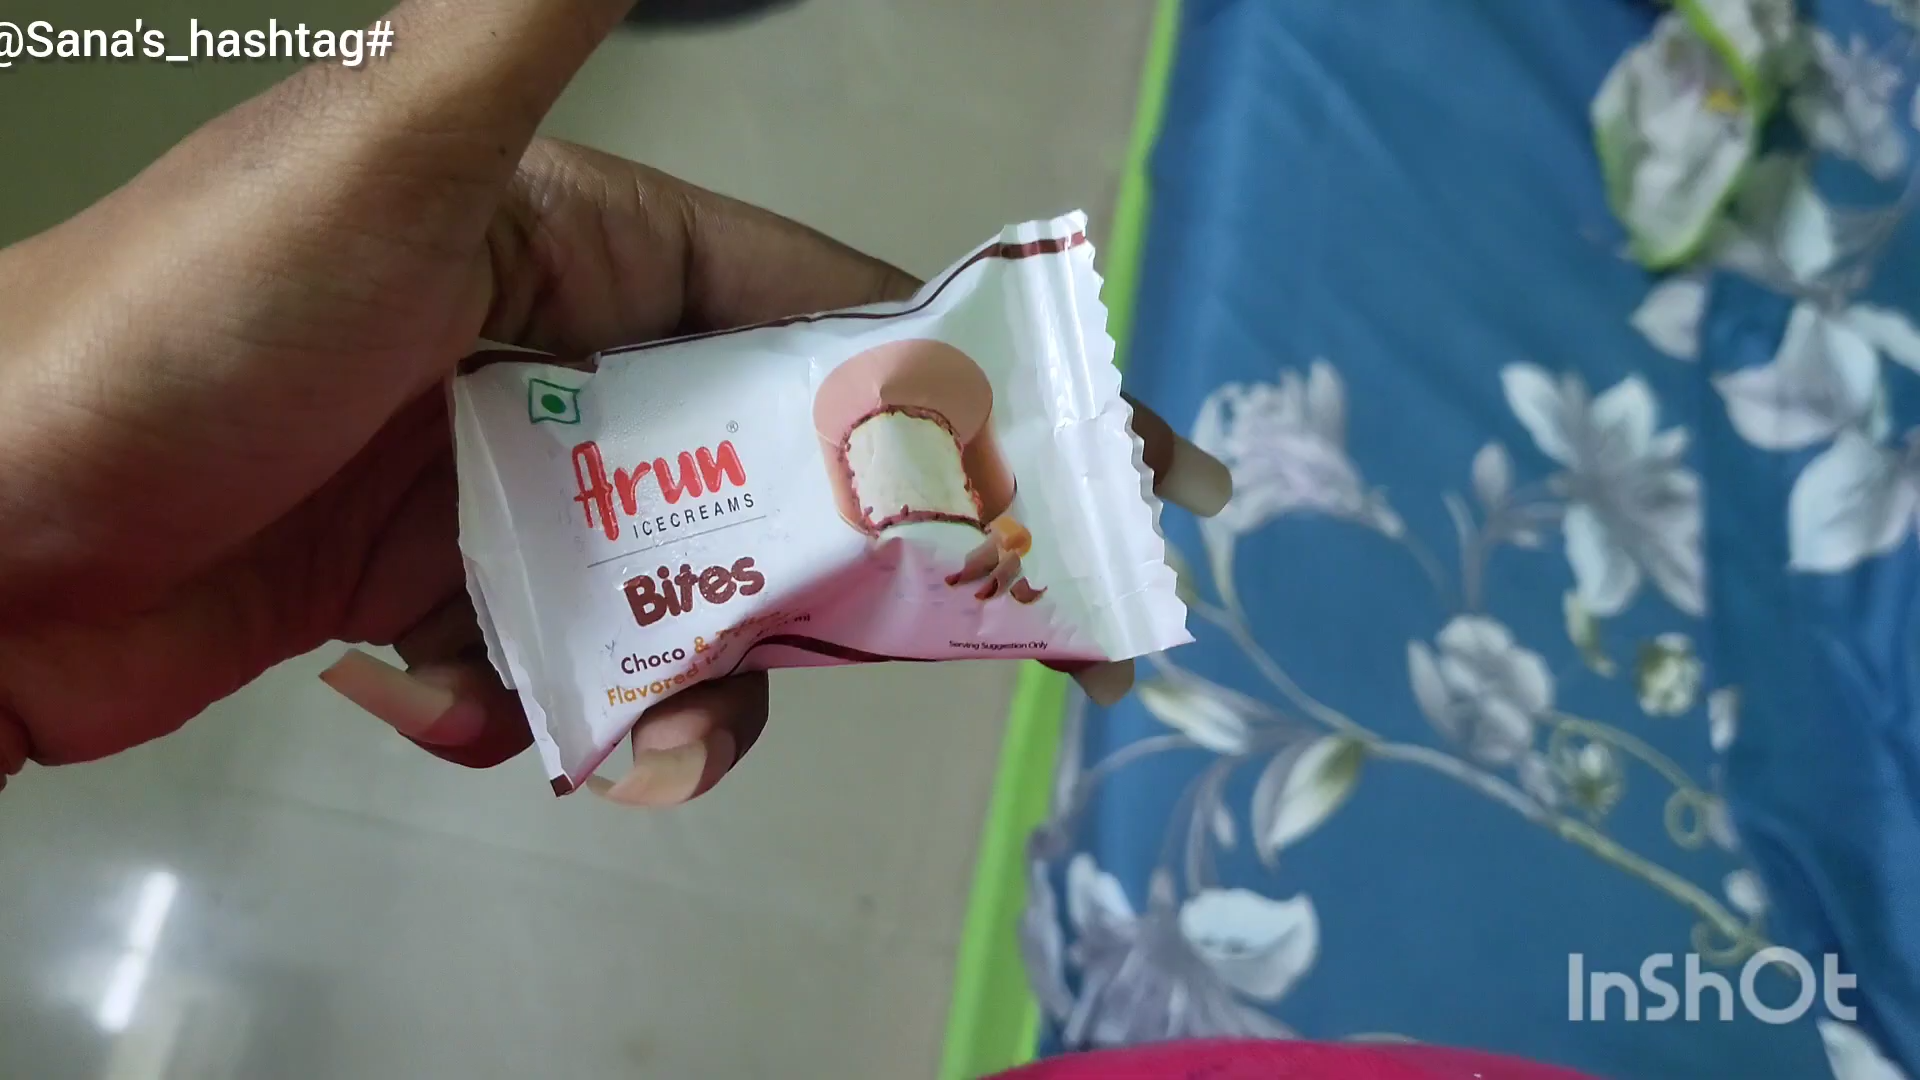 @Sana's_hashtag#
Arun®
ICECREAMS
Bites
Choco &
Flavored
Serving Suggestion Only
InShOt